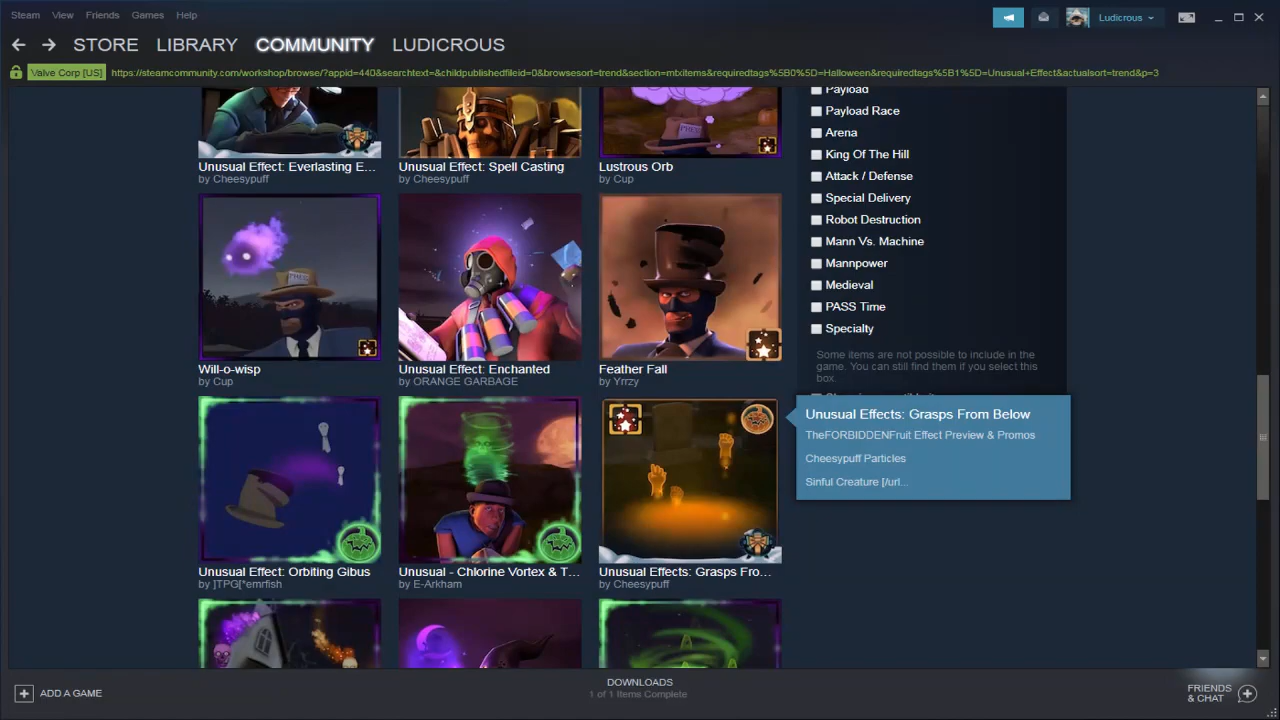 Steam View Friends Games Help
Ludicrous
STORE LIBRARY COMMUNITY LUDICROUS
Valve Corp [US] https://steamcommunity.com/workshop/browse/?appid=440&searchtext=&childpublishedfileid=0&browsesort=trend&section=mtxitems&requiredtags%5B0%5D=Halloween&requiredtags%5B1%5D=Unusual+Effect&actualsort=trend&p=3
Unusual Effect: Everlasting E...
by Cheesypuff
Unusual Effect: Spell Casting
by Cheesypuff
Lustrous Orb
by Cup
Will-o-wisp
by Cup
Unusual Effect: Enchanted
by ORANGE GARBAGE
Feather Fall
by Yrrzy
Unusual Effect: Orbiting Gibus
by ]TPG[*emrfish
Unusual - Chlorine Vortex & T...
by E-Arkham
Unusual Effects: Grasps Fro...
by Cheesypuff
Payload
Payload Race
Arena
King Of The Hill
Attack / Defense
Special Delivery
Robot Destruction
Mann Vs. Machine
Mannpower
Medieval
PASS Time
Specialty
Some items are not possible to include in the
game. You can still find them if you select this
box.
Unusual Effects: Grasps From Below
TheFORBIDDENFruit Effect Preview & Promos
Cheesypuff Particles
Sinful Creature [/url...
ADD A GAME
DOWNLOADS
1 of 1 Items Complete
FRIENDS
& CHAT